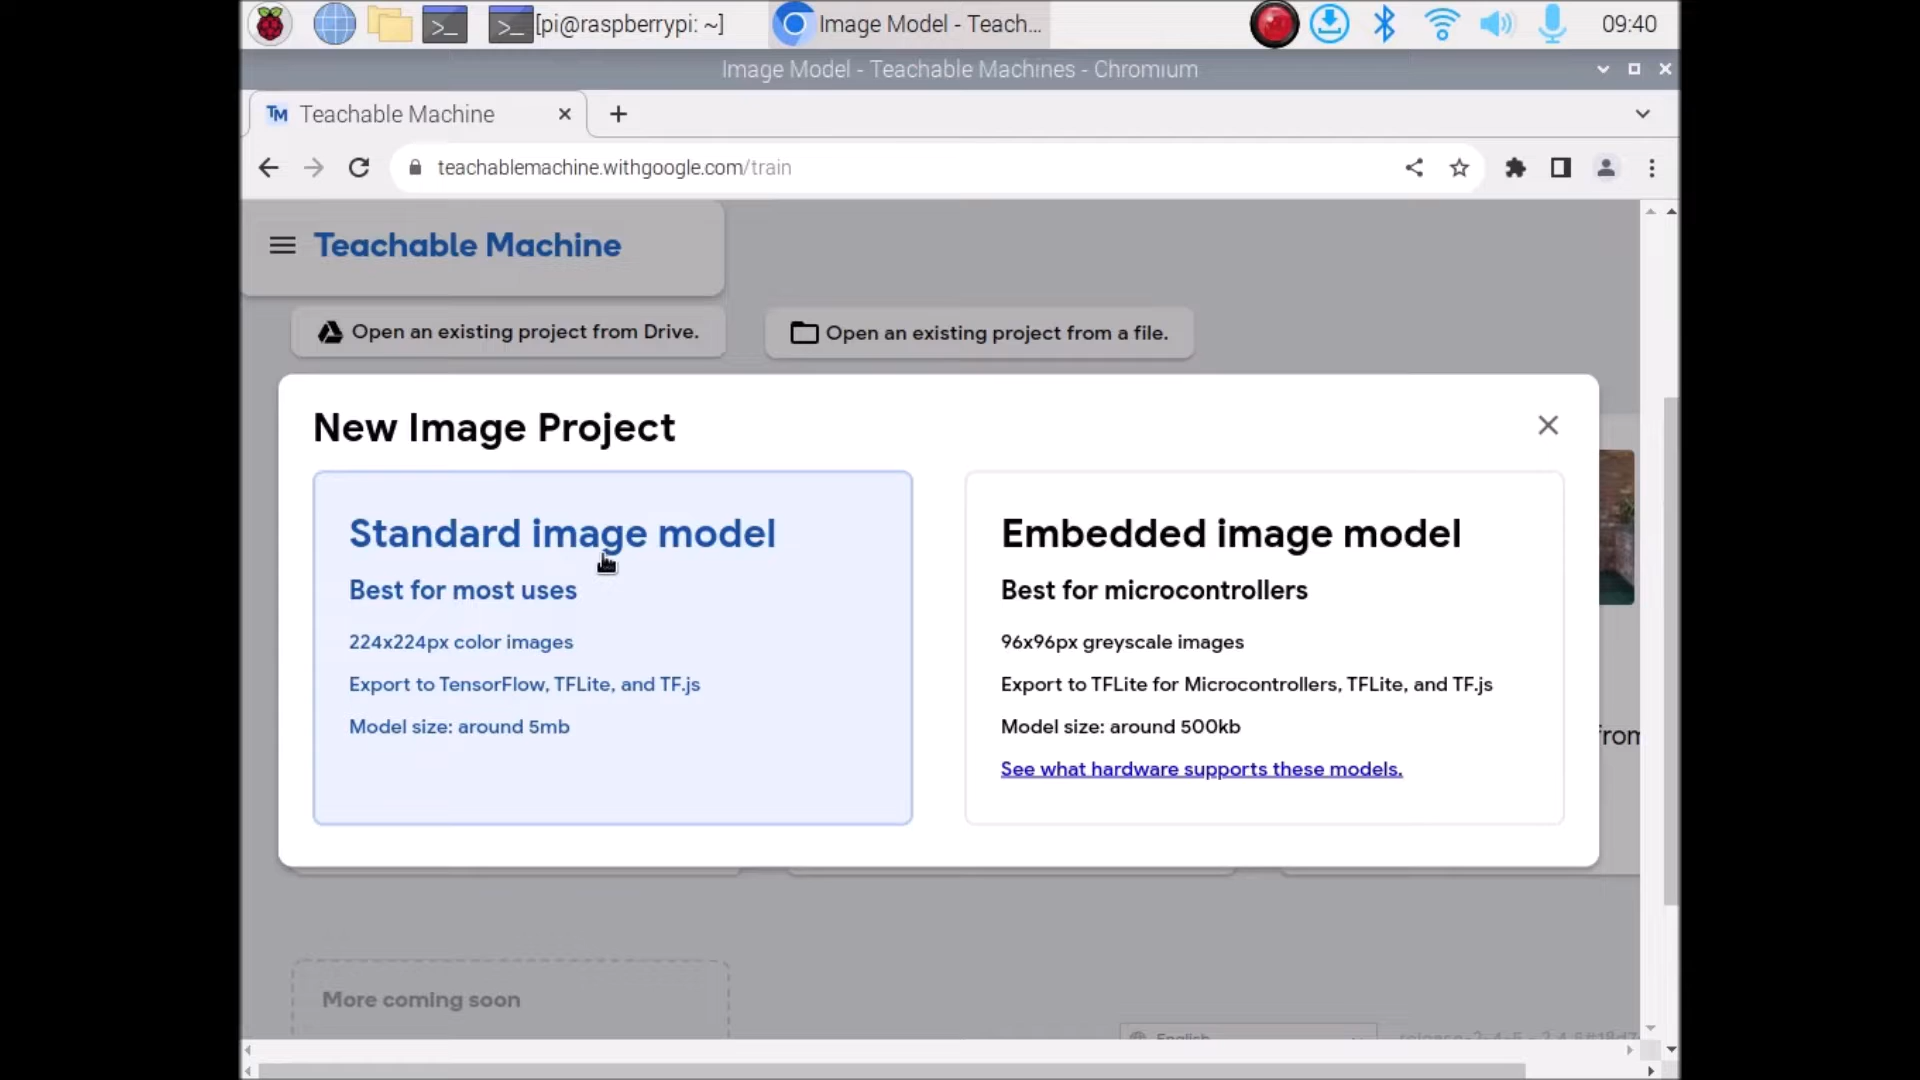 [pi@raspberrypi: ~]
Image Model - Teach...
09:40
Image Model - Teachable Machines - Chromium
TM Teachable Machine
teachablemachine.withgoogle.com/train
Teachable Machine
Open an existing project from Drive.
Open an existing project from a file.
New Image Project
Standard image model
Best for most uses
224x224px color images
Export to TensorFlow, TFLite, and TF.js
Model size: around 5mb
Embedded image model
Best for microcontrollers
96x96px greyscale images
Export to TFLite for Microcontrollers, TFLite, and TF.js
Model size: around 500kb
See what hardware supports these models.
from
More coming soon
English